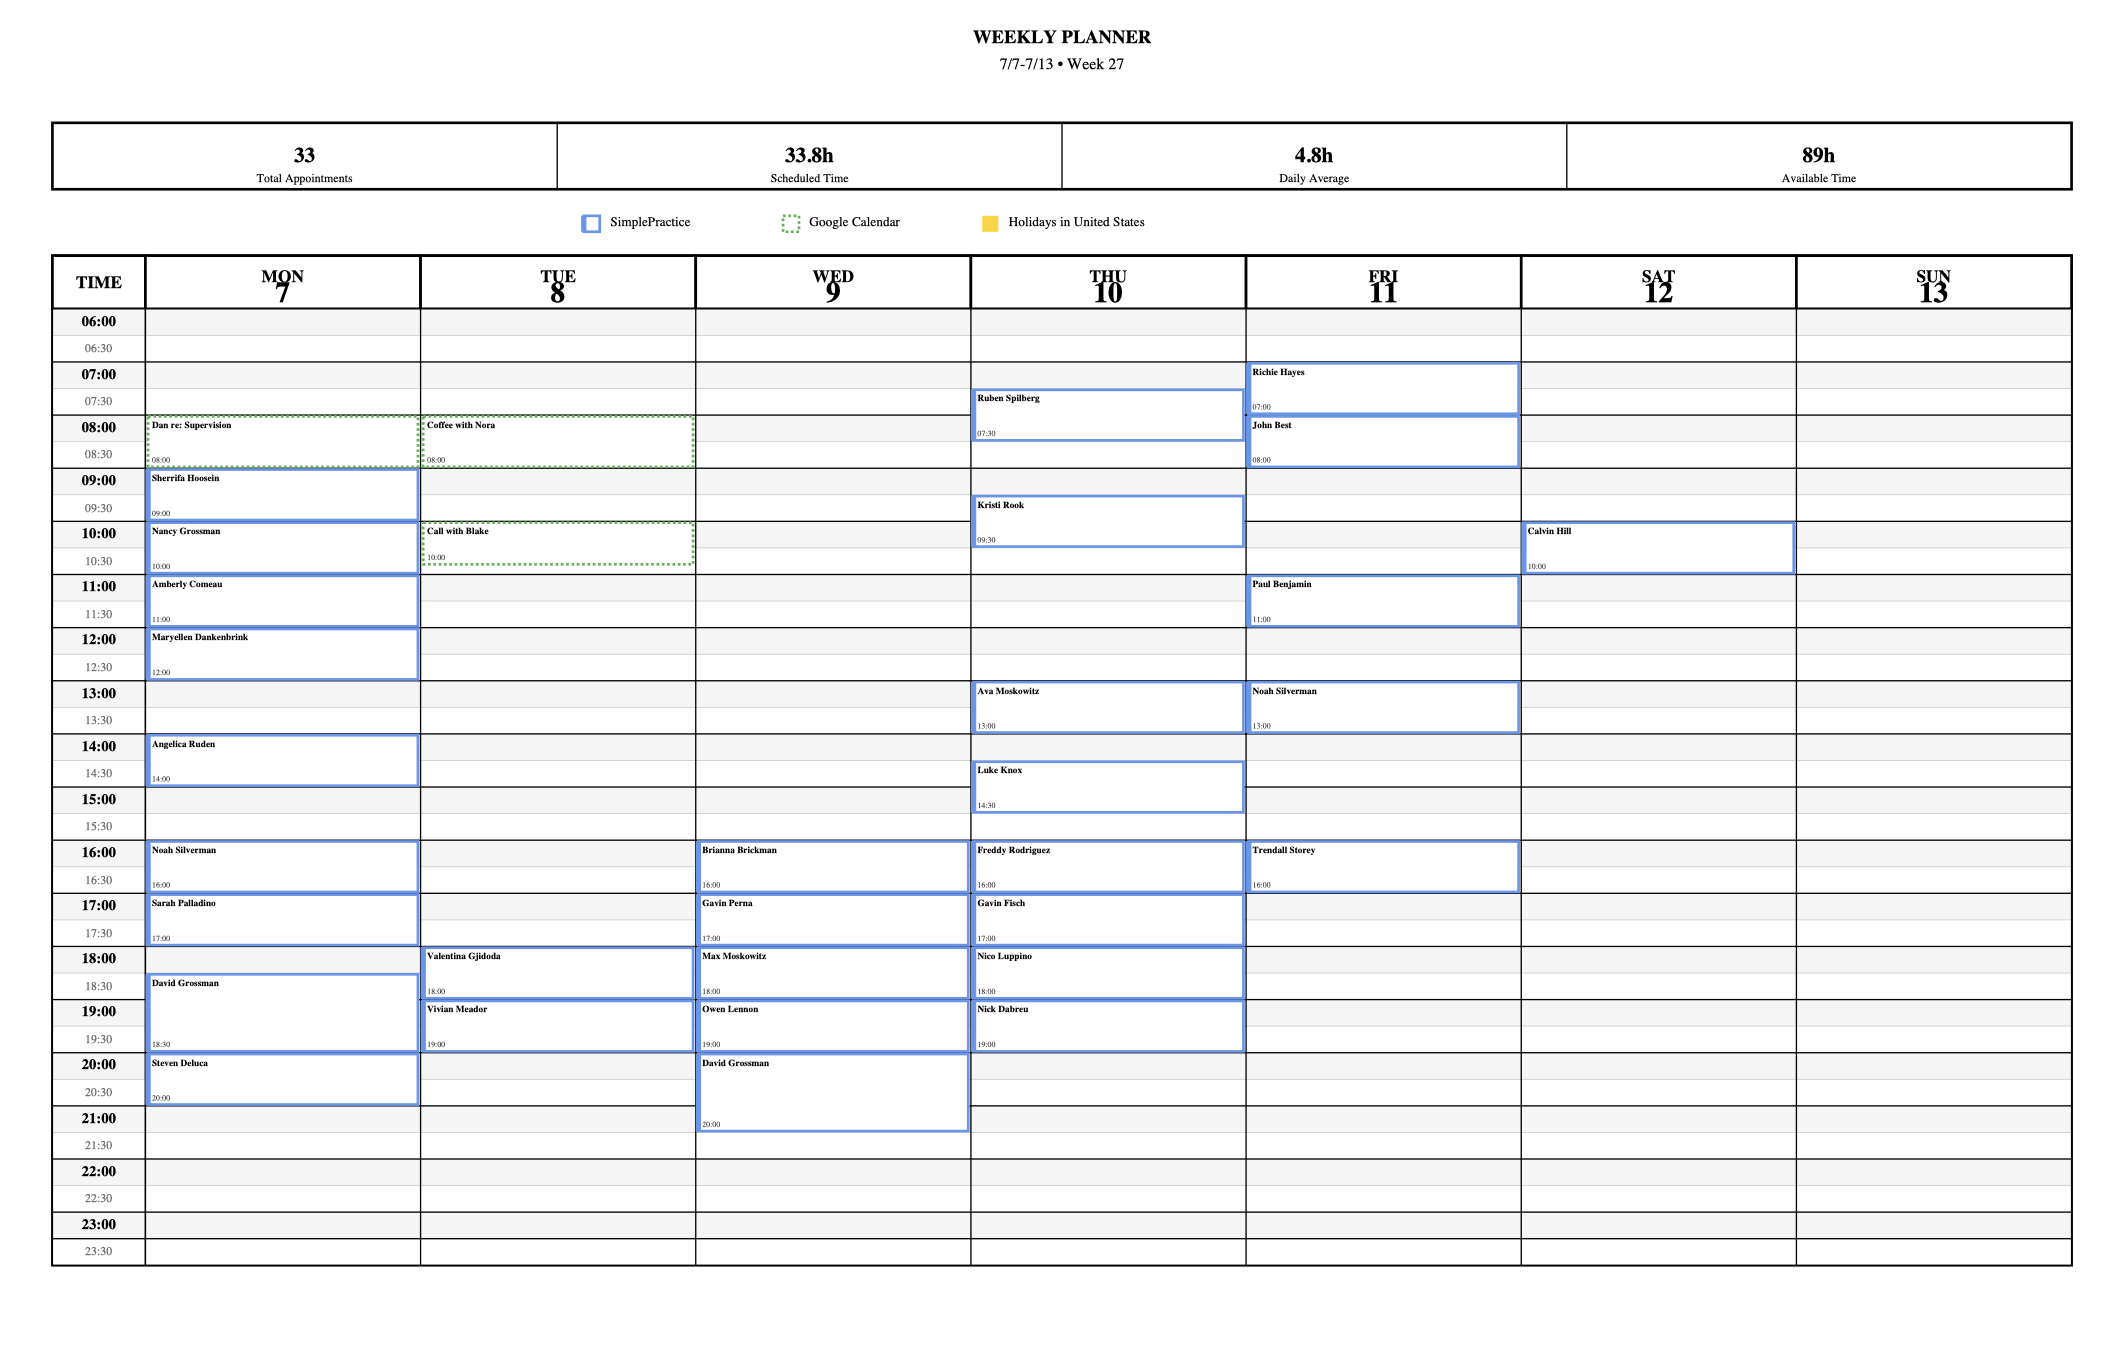 WEEKLY PLANNER
7/7-7/13 • Week 27
33
Total Appointments
33.8h
Scheduled Time
4.8h
Daily Average
89h
Available Time
SimplePractice
Google Calendar
Holidays in United States
TIME
MON
7
TUE
8
WED
9
THU
10
FRI
11
SAT
12
SUN
13
06:00
06:30
07:00
Richie Hayes
07:00
07:30
Ruben Spilberg
07:30
08:00
Dan re: Supervision
08:00
Coffee with Nora
08:00
John Best
08:00
08:30
09:00
Sherrifa Hoosein
09:00
09:30
Kristi Rook
09:30
10:00
Nancy Grossman
10:00
Call with Blake
10:00
Calvin Hill
10:00
10:30
11:00
Amberly Comeau
11:00
Paul Benjamin
11:00
11:30
12:00
Maryellen Dankenbrink
12:00
12:30
13:00
Ava Moskowitz
13:00
Noah Silverman
13:00
13:30
14:00
Angelica Ruden
14:00
14:30
Luke Knox
14:30
15:00
15:30
16:00
Noah Silverman
16:00
Brianna Brickman
16:00
Freddy Rodriguez
16:00
Trendall Storey
16:00
16:30
17:00
Sarah Palladino
17:00
Gavin Perna
17:00
Gavin Fisch
17:00
17:30
18:00
Valentina Gjidoda
18:00
Max Moskowitz
18:00
Nico Luppino
18:00
18:30
David Grossman
18:30
19:00
Vivian Meador
19:00
Owen Lennon
19:00
Nick Dabreu
19:00
19:30
20:00
Steven Deluca
20:00
David Grossman
20:00
20:30
21:00
21:30
22:00
22:30
23:00
23:30